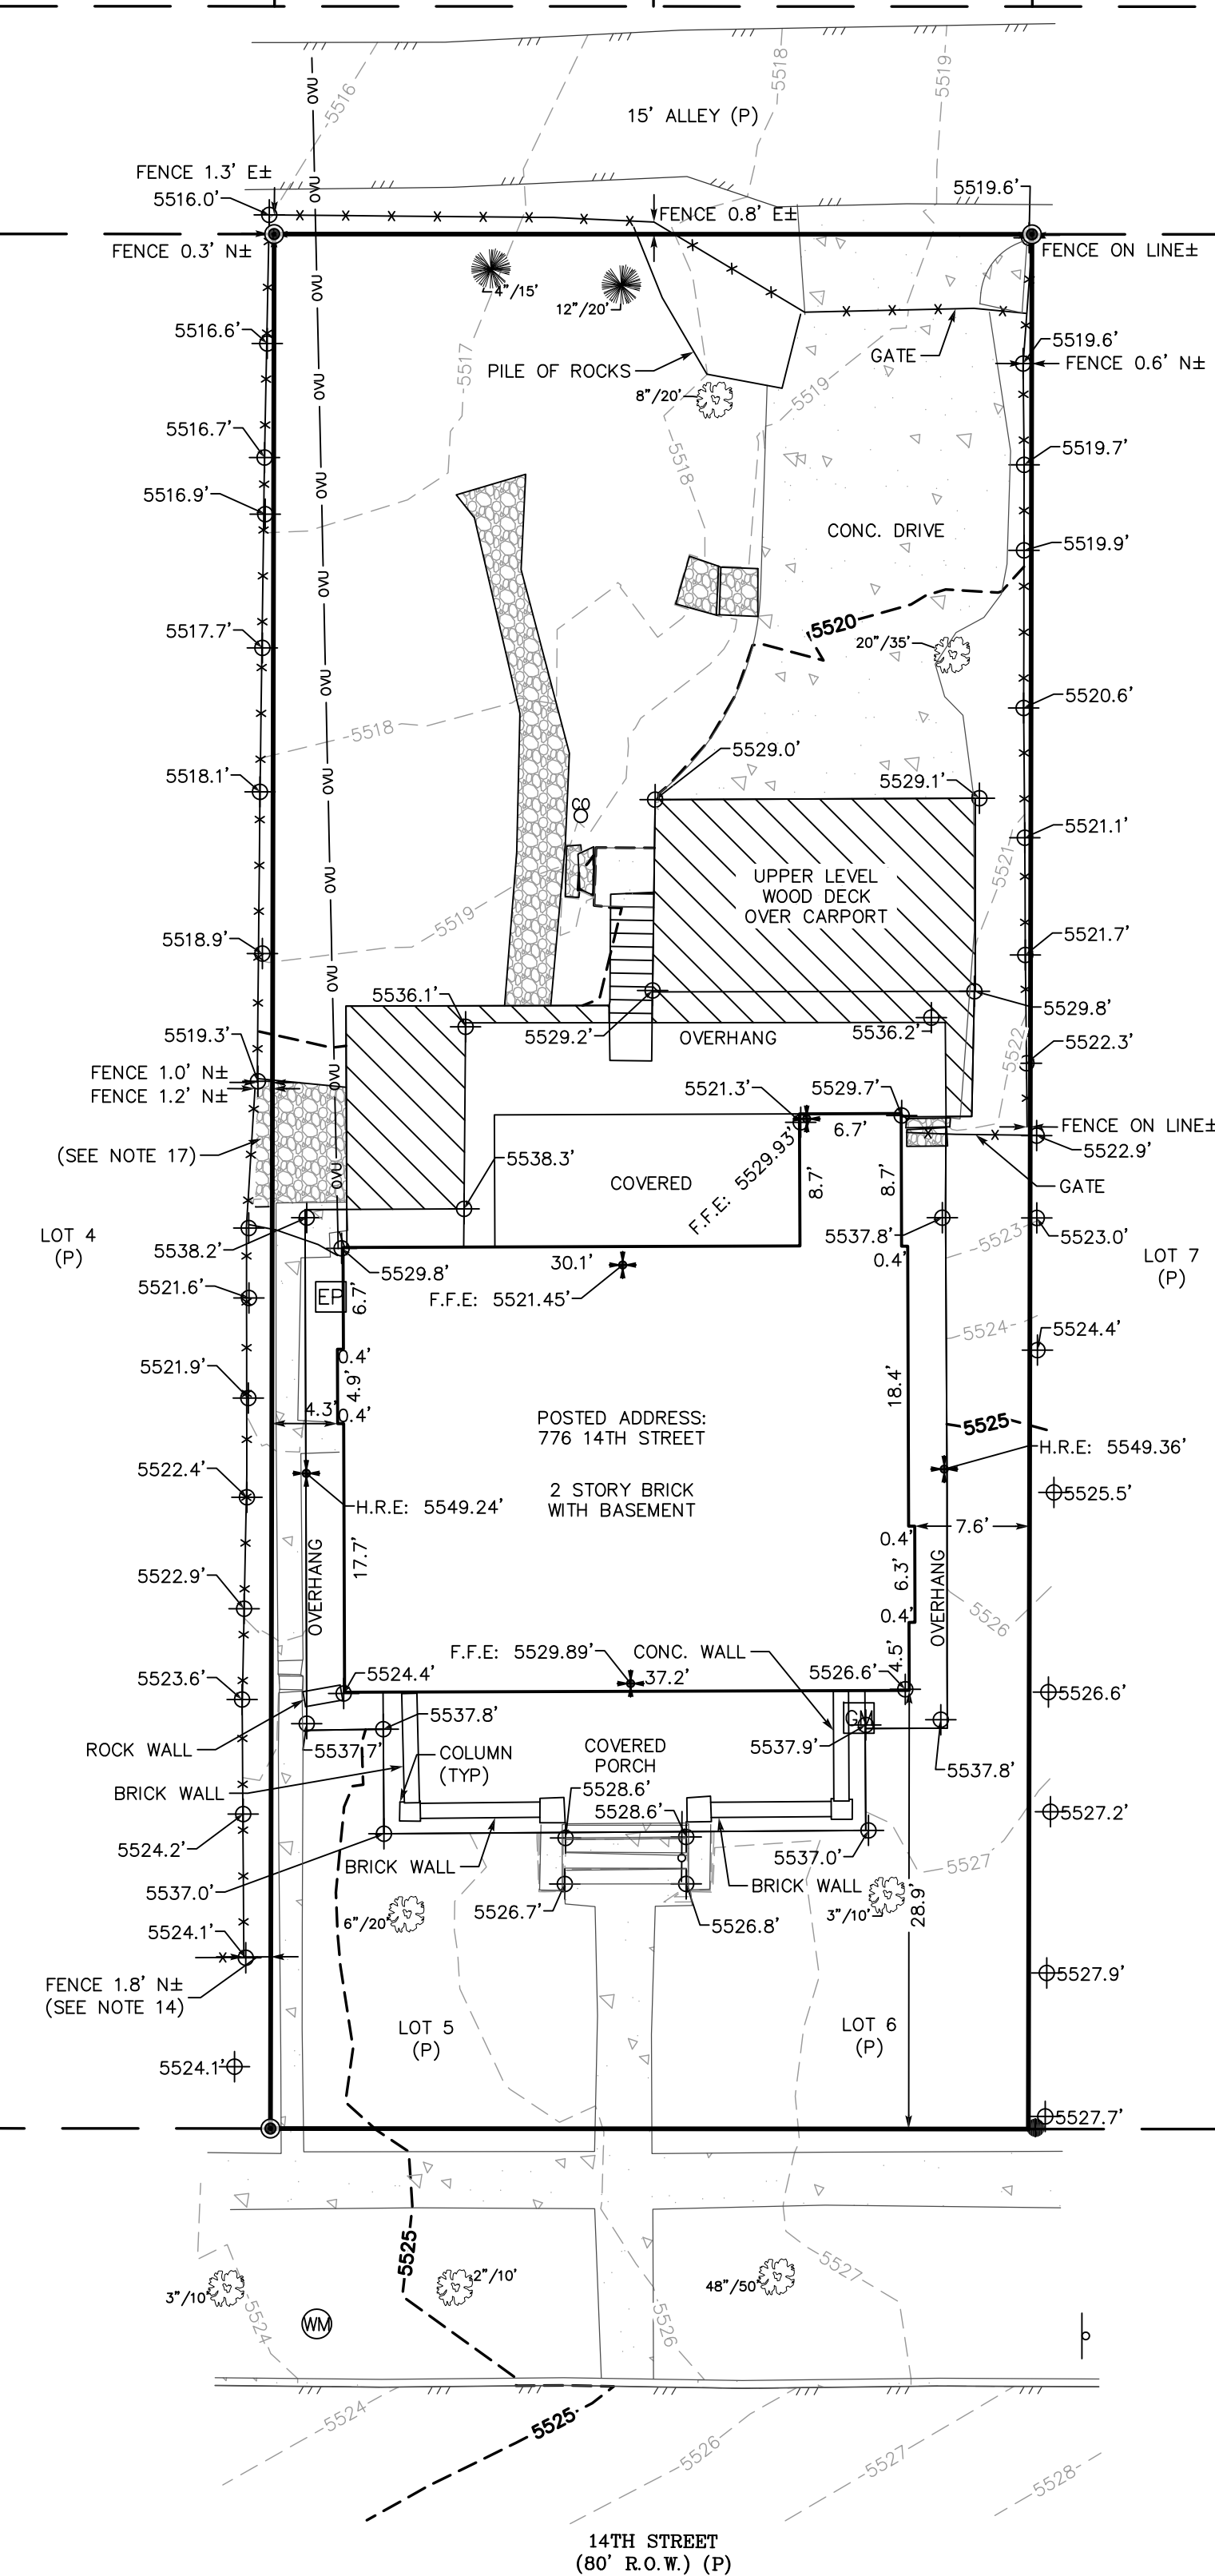 5516
OVU
5518
5519
15' ALLEY (P)
OVU
FENCE 1.3' E±
5516.0'
OVU
5519.6'
FENCE 0.8' E±
FENCE 0.3' N±
FENCE ON LINE±
OVU
4"/15'
12"/20'
5516.6'
5519.6'
GATE
FENCE 0.6' N±
5517
PILE OF ROCKS
OVU
8"/20'
5519
5516.7'
5519.7'
5518
5516.9'
OVU
CONC. DRIVE
5519.9'
OVU
5517.7'
5520
20"/35'
OVU
5520.6'
5518
5529.0'
5518.1'
OVU
5529.1'
CO
5521.1'
UPPER LEVEL
WOOD DECK
OVER CARPORT
5521
OVU
5519
5518.9'
5521.7'
OVU
5536.1'
5529.8'
5519.3'
5529.2'
OVERHANG
5536.2'
5522
5522.3'
FENCE 1.0' N±
FENCE 1.2' N±
OVU
5521.3'
5529.7'
6.7'
FENCE ON LINE±
(SEE NOTE 17)
5538.3'
F.F.E: 5529.93'
5522.9'
OVU
COVERED
8.7'
8.7'
GATE
LOT 4
(P)
5538.2'
5537.8'
5523
5523.0'
LOT 7
(P)
5529.8'
30.1'
0.4'
5521.6'
EP
6.7'
F.F.E: 5521.45'
5524
5524.4'
0.4'
5521.9'
4.9'
18.4'
4.3'
0.4'
POSTED ADDRESS:
776 14TH STREET
5525
H.R.E: 5549.36'
5522.4'
H.R.E: 5549.24'
2 STORY BRICK
WITH BASEMENT
5525.5'
7.6'
0.4'
17.7'
OVERHANG
6.3'
OVERHANG
5522.9'
5526
0.4'
F.F.E: 5529.89'
CONC. WALL
4.5'
5523.6'
5524.4'
37.2'
5526.6'
5526.6'
5537.8'
GM
ROCK WALL
5537.7'
COLUMN
(TYP)
COVERED
PORCH
5537.9'
5537.8'
BRICK WALL
5528.6'
5528.6'
5527.2'
5524.2'
5537.0'
BRICK WALL
5537.0'
5527
BRICK WALL
5526.7'
5526.8'
3"/10'
28.9'
6"/20'
5524.1'
5527.9'
FENCE 1.8' N±
(SEE NOTE 14)
LOT 5
(P)
LOT 6
(P)
5524.1'
5527.7'
5525
2"/10'
48"/50'
5527
3"/10'
5524
WM
5526
5524
5525
5526
5527
5528
14TH STREET
(80' R.O.W.) (P)